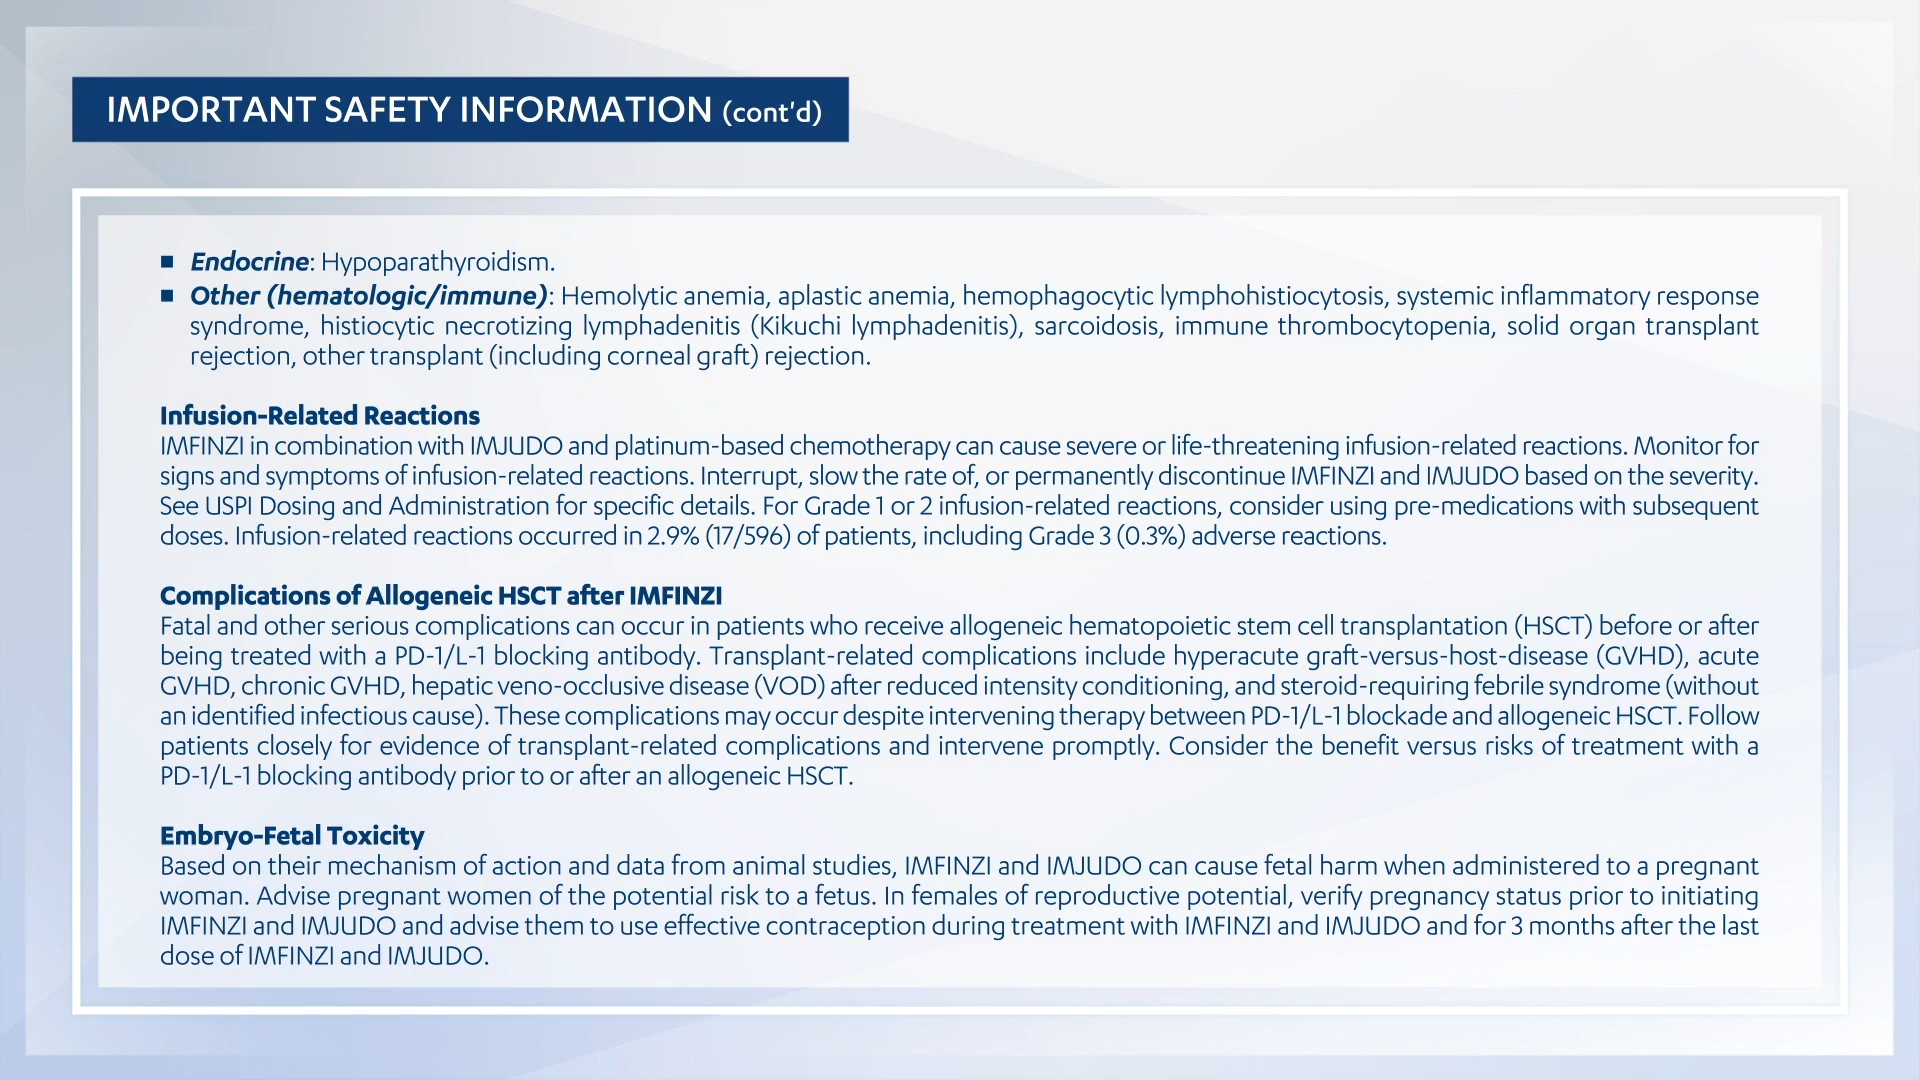 IMPORTANT SAFETY INFORMATION (cont'd)
■ Endocrine: Hypoparathyroidism.
■ Other (hematologic/immune): Hemolytic anemia, aplastic anemia, hemophagocytic lymphohistiocytosis, systemic inflammatory response
syndrome, histiocytic necrotizing lymphadenitis (Kikuchi lymphadenitis), sarcoidosis, immune thrombocytopenia, solid organ transplant
rejection, other transplant (including corneal graft) rejection.
Infusion-Related Reactions
IMFINZI in combination with IMJUDO and platinum-based chemotherapy can cause severe or life-threatening infusion-related reactions. Monitor for
signs and symptoms of infusion-related reactions. Interrupt, slow the rate of, or permanently discontinue IMFINZI and IMJUDO based on the severity.
See USPI Dosing and Administration for specific details. For Grade 1 or 2 infusion-related reactions, consider using pre-medications with subsequent
doses. Infusion-related reactions occurred in 2.9% (17/596) of patients, including Grade 3 (0.3%) adverse reactions.
Complications of Allogeneic HSCT after IMFINZI
Fatal and other serious complications can occur in patients who receive allogeneic hematopoietic stem cell transplantation (HSCT) before or after
being treated with a PD-1/L-1 blocking antibody. Transplant-related complications include hyperacute graft-versus-host-disease (GVHD), acute
GVHD, chronic GVHD, hepatic veno-occlusive disease (VOD) after reduced intensity conditioning, and steroid-requiring febrile syndrome (without
an identified infectious cause). These complications may occur despite intervening therapy between PD-1/L-1 blockade and allogeneic HSCT. Follow
patients closely for evidence of transplant-related complications and intervene promptly. Consider the benefit versus risks of treatment with a
PD-1/L-1 blocking antibody prior to or after an allogeneic HSCT.
Embryo-Fetal Toxicity
Based on their mechanism of action and data from animal studies, IMFINZI and IMJUDO can cause fetal harm when administered to a pregnant
woman. Advise pregnant women of the potential risk to a fetus. In females of reproductive potential, verify pregnancy status prior to initiating
IMFINZI and IMJUDO and advise them to use effective contraception during treatment with IMFINZI and IMJUDO and for 3 months after the last
dose of IMFINZI and IMJUDO.